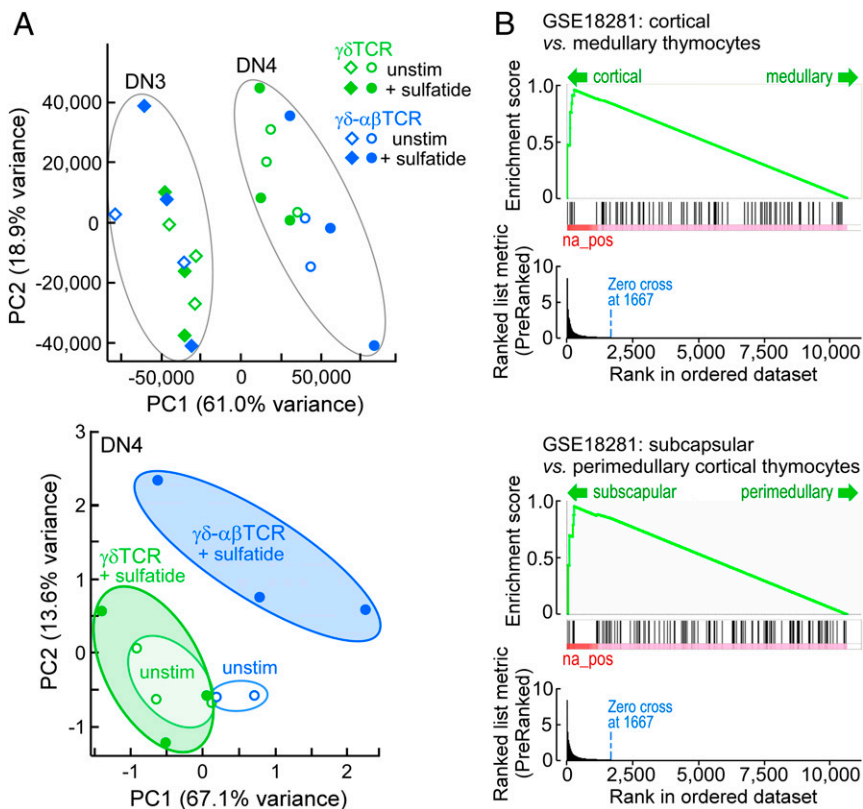 A
γδTCR
unstim
+ sulfatide
γδ-αβTCR
unstim
+ sulfatide
DN3
DN4
40,000
20,000
0
-20,000
-40,000
PC2 (18.9% variance)
-50,000
0
50,000
PC1 (61.0% variance)
DN4
3
2
1
0
-1
PC2 (13.6% variance)
γδ-αβTCR
+ sulfatide
γδTCR
+ sulfatide
unstim
unstim
-1
0
1
2
PC1 (67.1% variance)
B
GSE18281: cortical
vs. medullary thymocytes
cortical
medullary
Enrichment score
1.0
0.5
0
na_pos
Ranked list metric
(PreRanked)
10
5
0
Zero cross
at 1667
0
2,500
5,000
7,500
10,000
Rank in ordered dataset
GSE18281: subcapsular
vs. perimedullary cortical thymocytes
subscapular
perimedullary
Enrichment score
1.0
0.5
0
na_pos
Ranked list metric
(PreRanked)
10
5
0
Zero cross
at 1667
0
2,500
5,000
7,500
10,000
Rank in ordered dataset